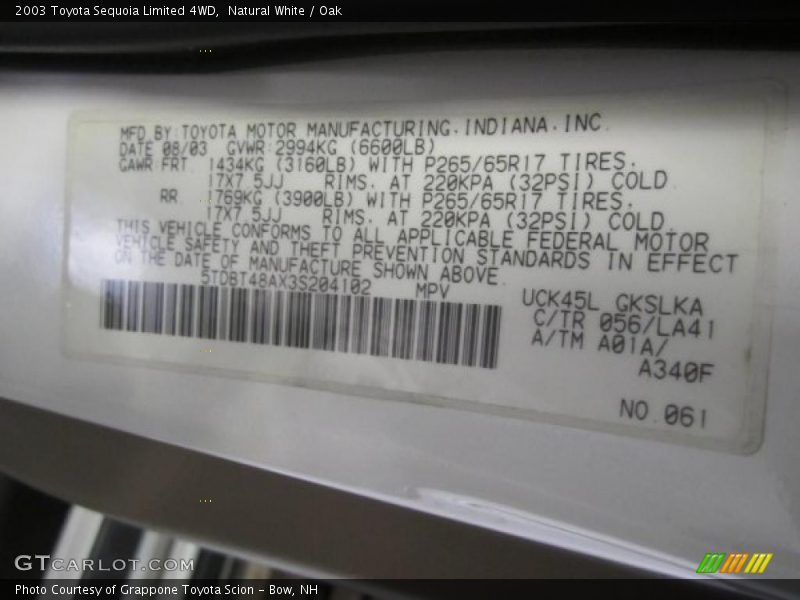 2003 Toyota Sequoia Limited 4WD, Natural White / Oak
MFD BY:TOYOTA MOTOR MANUFACTURING.INDIANA.INC.
DATE 08/03 GVWR 2994KG (6600LB)
GAWR FRT 1434KG (3160LB) WITH P265/65R17 TIRES.
17X7.5JJ RIMS. AT 220KPA (32PSI) COLD
RR 1769KG (3900LB) WITH P265/65R17 TIRES.
17X7.5JJ RIMS. AT 220KPA (32PSI) COLD.
THIS VEHICLE CONFORMS TO ALL APPLICABLE FEDERAL MOTOR
VEHICLE SAFETY AND THEFT PREVENTION STANDARDS IN EFFECT
ON THE DATE OF MANUFACTURE SHOWN ABOVE.
5TDBT48AX3S204102 MPV
UCK45L GKSLKA
C/TR 056/LA41
A/TM A01A/
A340F
NO.061
GTCARLOT.COM
Photo Courtesy of Grappone Toyota Scion - Bow, NH